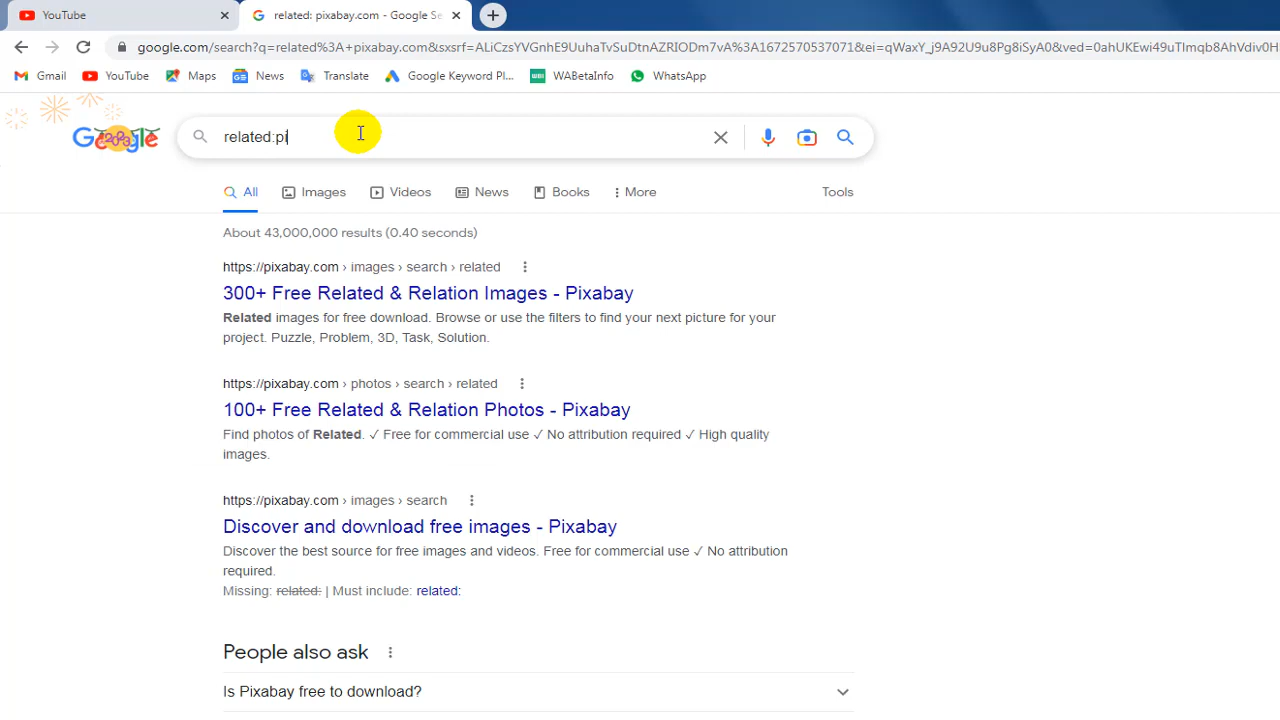 YouTube
related: pixabay.com - Google Se
google.com/search?q=related%3A+pixabay.com&sxsrf=ALiCzsYVGnhE9UuhaTvSuDtnAZRIODm7vA%3A1672570537071&ei=qWaxY_j9A92U9u8Pg8iSyA0&ved=0ahUKEwi49uTlmqb8AhVdiv0H
Gmail YouTube Maps News Translate Google Keyword Pl... WABetaInfo WhatsApp
Google 2023
related:pi
All Images Videos News Books More Tools
About 43,000,000 results (0.40 seconds)
https://pixabay.com › images › search › related
300+ Free Related & Relation Images - Pixabay
Related images for free download. Browse or use the filters to find your next picture for your
project. Puzzle, Problem, 3D, Task, Solution.
https://pixabay.com › photos › search › related
100+ Free Related & Relation Photos - Pixabay
Find photos of Related. ✓ Free for commercial use ✓ No attribution required ✓ High quality
images.
https://pixabay.com › images › search
Discover and download free images - Pixabay
Discover the best source for free images and videos. Free for commercial use ✓ No attribution
required.
Missing: related: | Must include: related:
People also ask
Is Pixabay free to download?